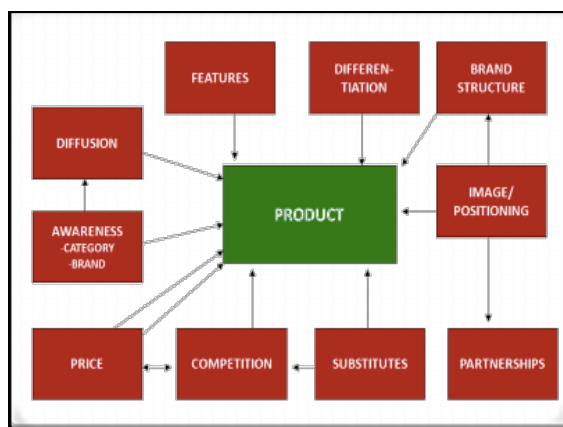 FEATURES
DIFFEREN-
TIATION
BRAND
STRUCTURE
DIFFUSION
PRODUCT
IMAGE/
POSITIONING
AWARENESS
-CATEGORY
-BRAND
PRICE
COMPETITION
SUBSTITUTES
PARTNERSHIPS